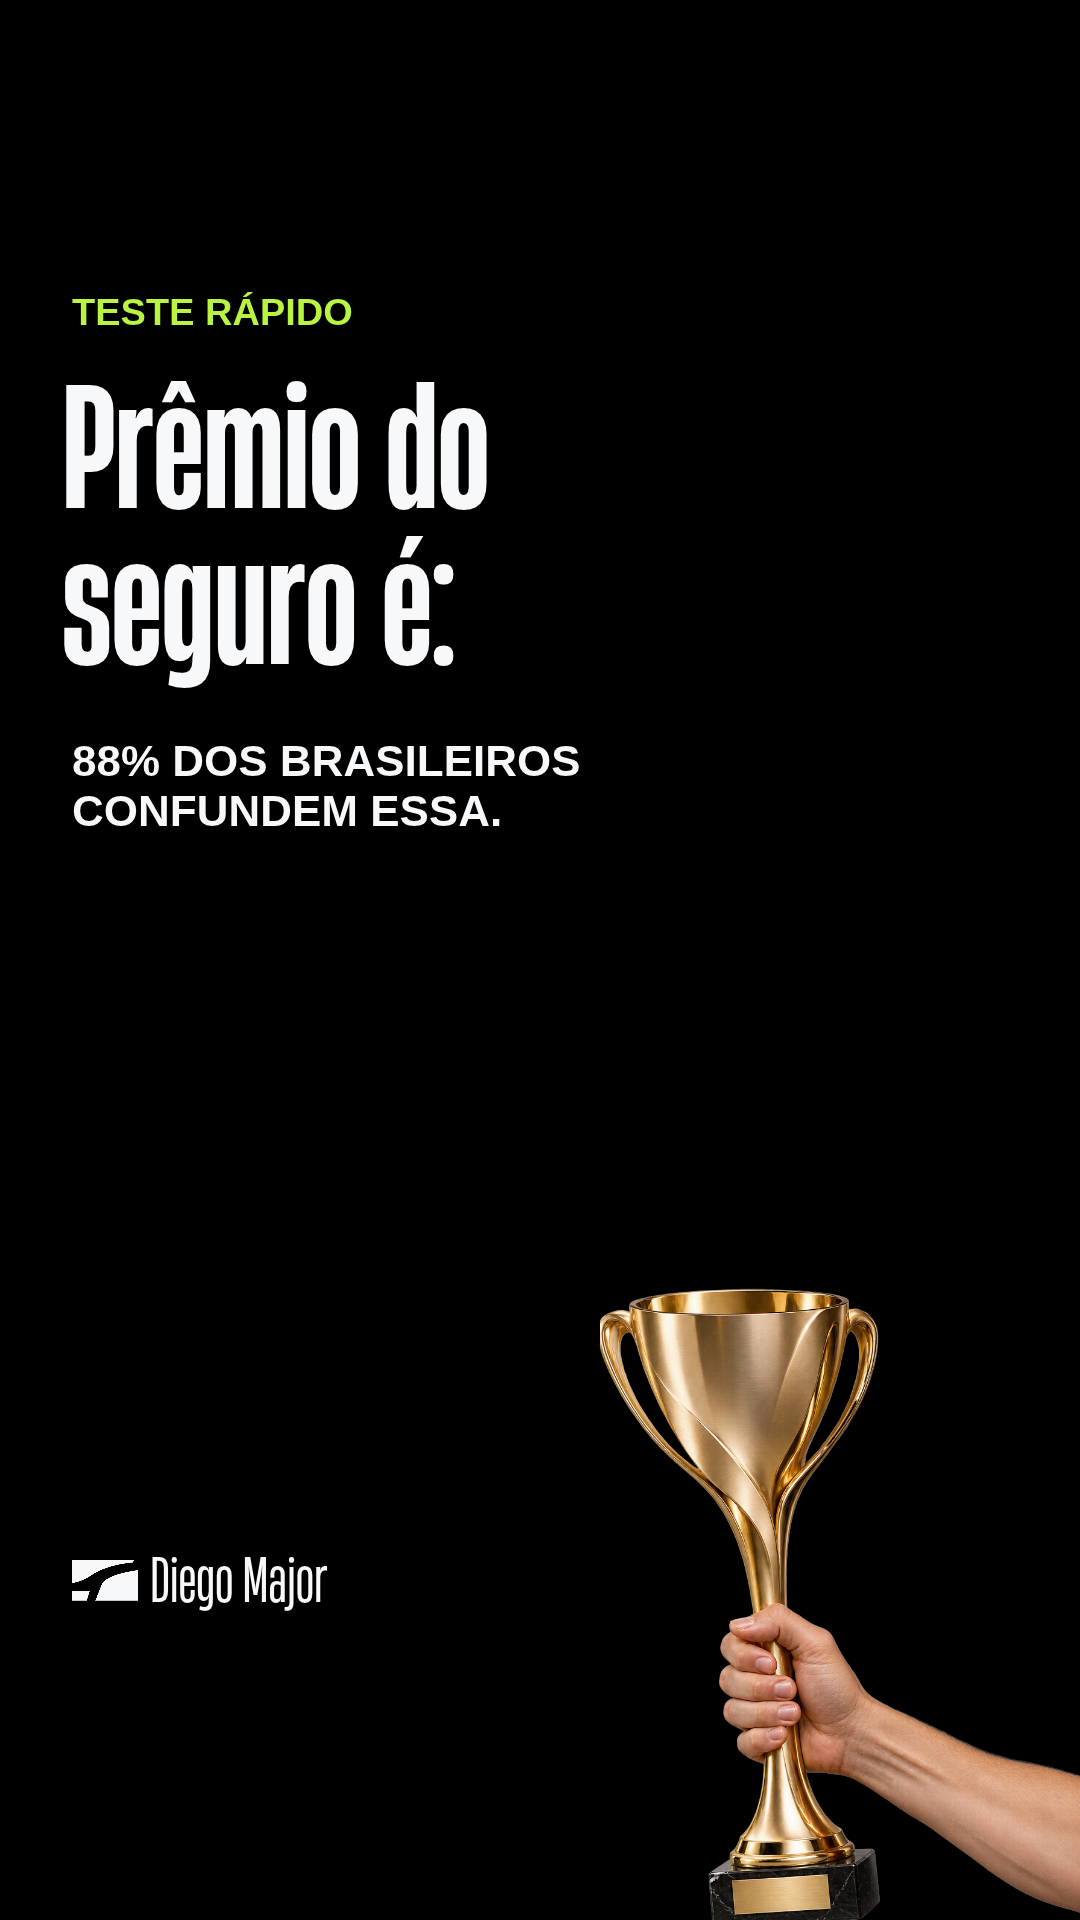 TESTE RÁPIDO
Prêmio do
seguro é:
88% DOS BRASILEIROS
CONFUNDEM ESSA.
Diego Major